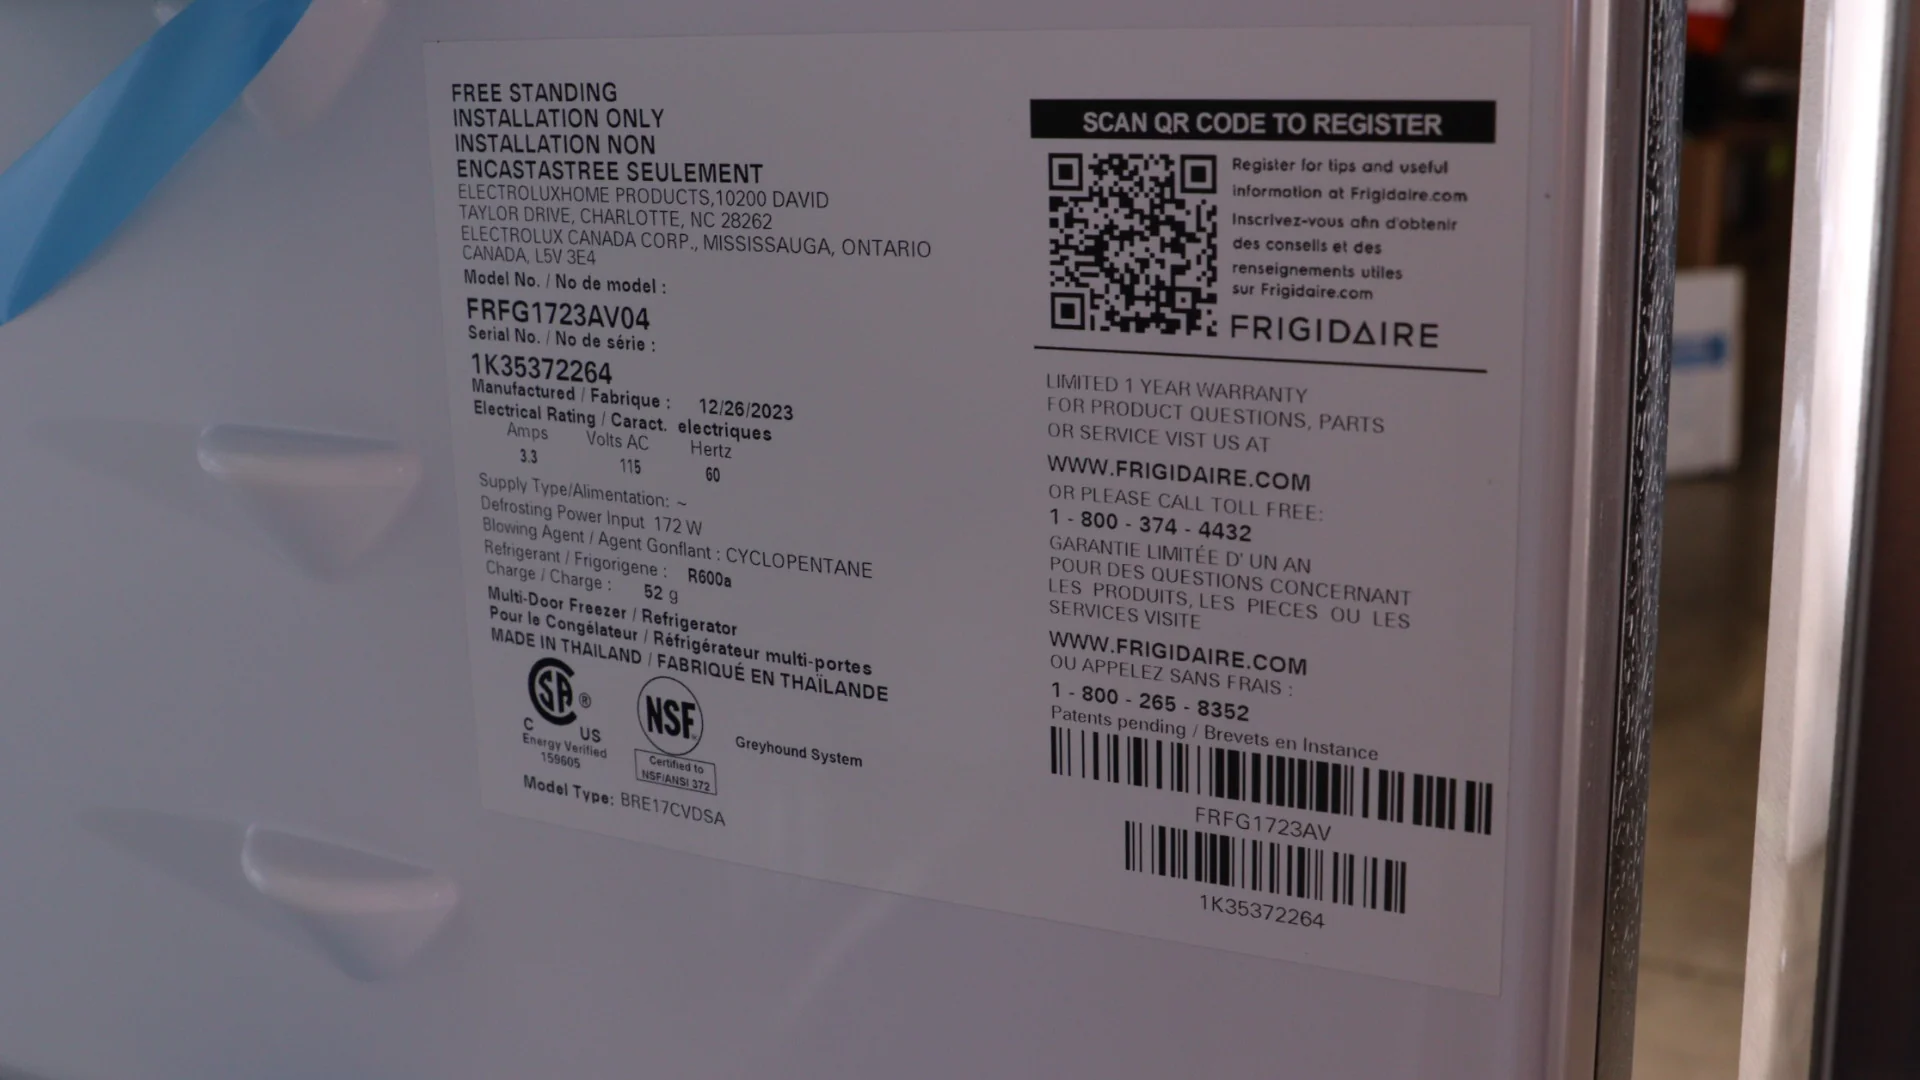 FREE STANDING
INSTALLATION ONLY
INSTALLATION NON
ENCASTASTREE SEULEMENT
ELECTROLUXHOME PRODUCTS,10200 DAVID
TAYLOR DRIVE, CHARLOTTE, NC 28262
ELECTROLUX CANADA CORP., MISSISSAUGA, ONTARIO
CANADA, L5V 3E4
Model No. / No de model :
FRFG1723AV04
Serial No. / No de série :
1K35372264
Manufactured / Fabrique : 12/26/2023
Electrical Rating / Caract. electriques
Amps Volts AC Hertz
3.3 115 60
Supply Type/Alimentation: ~
Defrosting Power Input 172 W
Blowing Agent / Agent Gonflant : CYCLOPENTANE
Refrigerant / Frigorigene : R600a
Charge / Charge : 52 g
Multi-Door Freezer / Refrigerator
Pour le Congélateur / Réfrigérateur multi-portes
MADE IN THAILAND / FABRIQUÉ EN THAÏLANDE
SA ®
C US
Energy Verified
159605
NSF
Certified to
NSF/ANSI 372
Greyhound System
Model Type: BRE17CVDSA
SCAN QR CODE TO REGISTER
Register for tips and useful
information at Frigidaire.com
Inscrivez-vous afin d'obtenir
des conseils et des
renseignements utiles
sur Frigidaire.com
FRIGIDAIRE
LIMITED 1 YEAR WARRANTY
FOR PRODUCT QUESTIONS, PARTS
OR SERVICE VIST US AT
WWW.FRIGIDAIRE.COM
OR PLEASE CALL TOLL FREE:
1 - 800 - 374 - 4432
GARANTIE LIMITÉE D' UN AN
POUR DES QUESTIONS CONCERNANT
LES PRODUITS, LES PIECES OU LES
SERVICES VISITE
WWW.FRIGIDAIRE.COM
OU APPELEZ SANS FRAIS :
1 - 800 - 265 - 8352
Patents pending / Brevets en Instance
FRFG1723AV
1K35372264